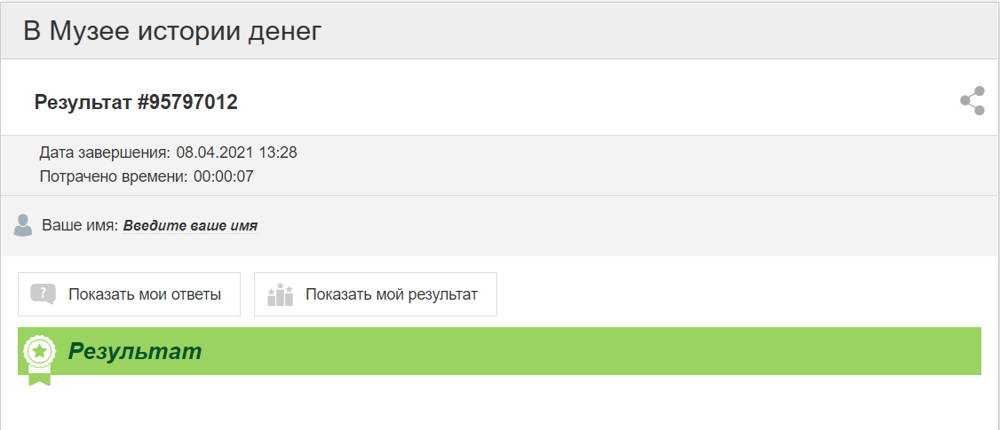 В Музее истории денег
Результат #95797012
Дата завершения: 08.04.2021 13:28
Потрачено времени: 00:00:07
Ваше имя: Введите ваше имя
? Показать мои ответы Показать мой результат
Результат